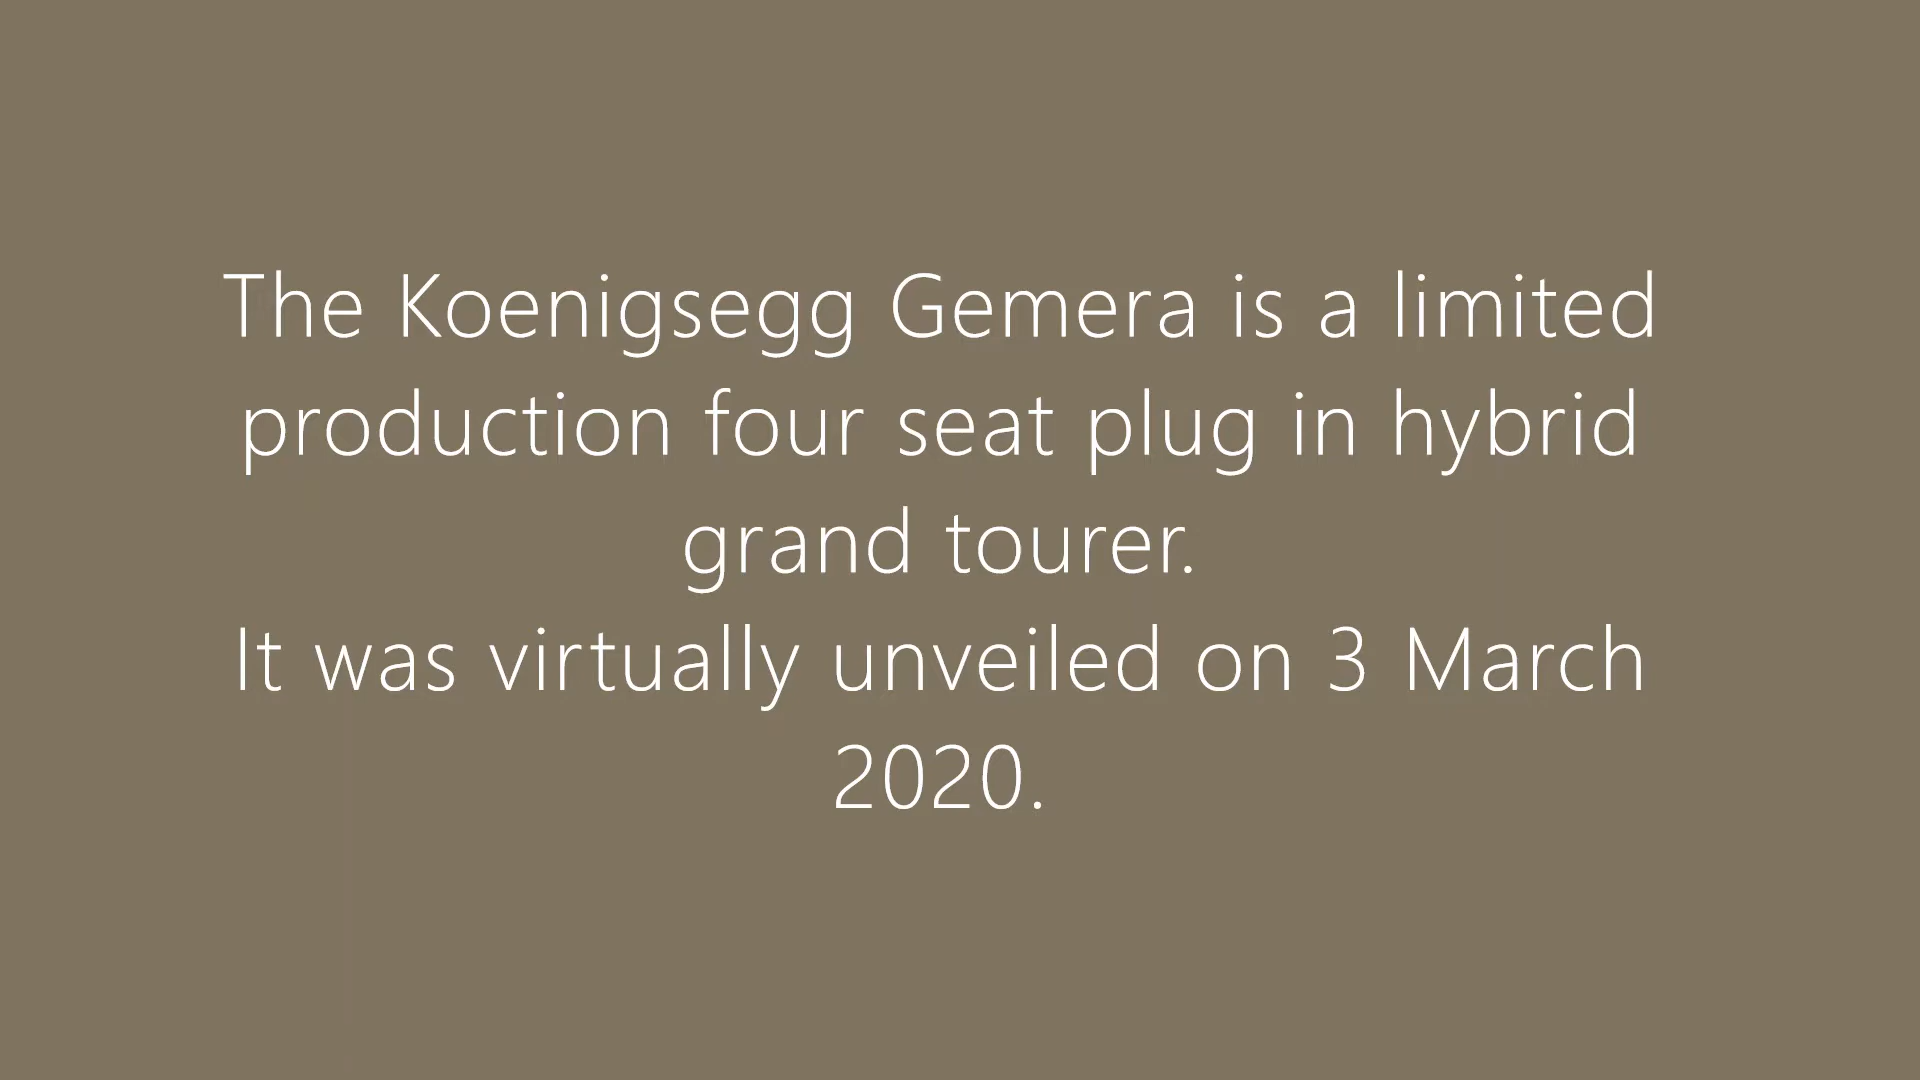 The Koenigsegg Gemera is a limited
production four seat plug in hybrid
grand tourer.
It was virtually unveiled on 3 March
2020.